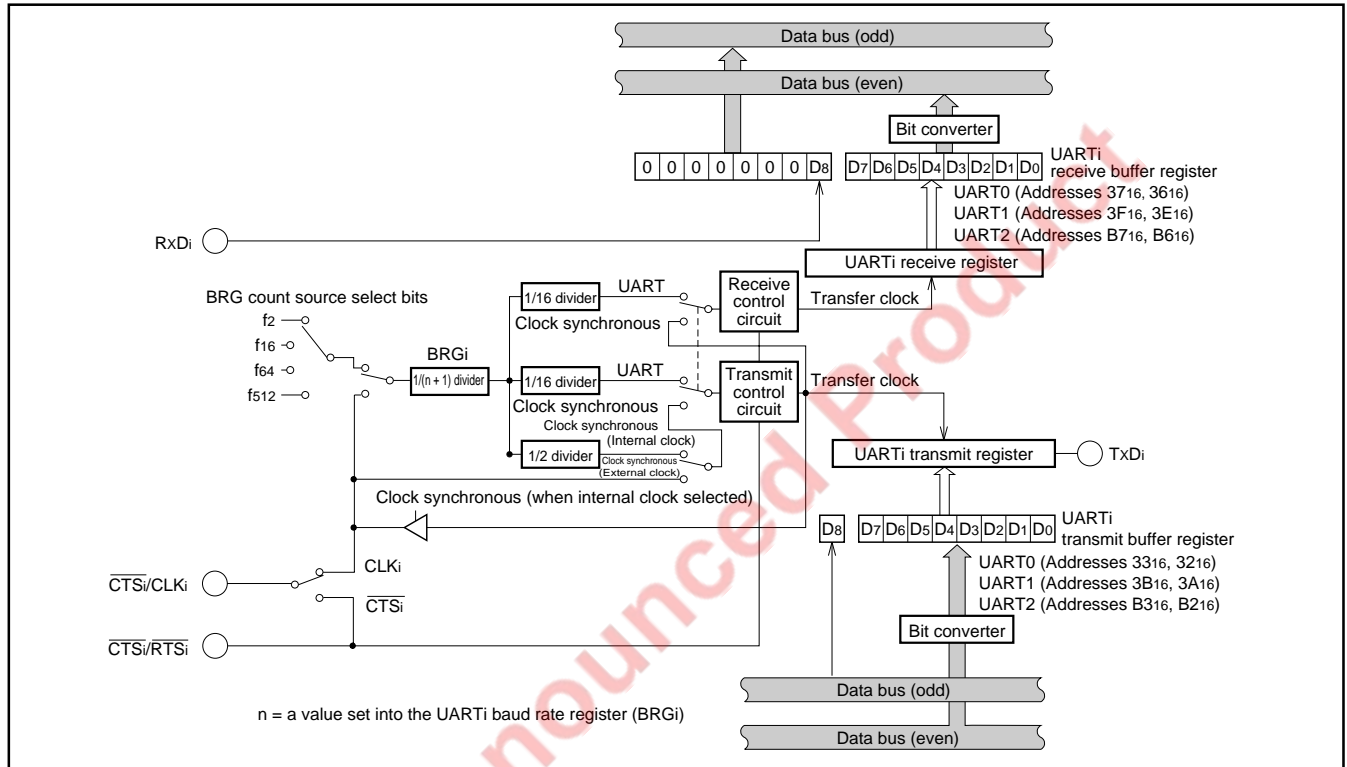 Data bus (odd)
Data bus (even)
Bit converter
0 0 0 0 0 0 0 D8
D7 D6 D5 D4 D3 D2 D1 D0
UARTi
receive buffer register
UART0 (Addresses 3716, 3616)
UART1 (Addresses 3F16, 3E16)
UART2 (Addresses B716, B616)
RxDi
UARTi receive register
BRG count source select bits
f2
f16
f64
f512
BRGi
1/(n + 1) divider
1/16 divider
UART
Clock synchronous
Receive
control
circuit
Transfer clock
1/16 divider
UART
Clock synchronous
Transmit
control
circuit
Transfer clock
Clock synchronous
(Internal clock)
1/2 divider
Clock synchronous
(External clock)
UARTi transmit register
TxDi
Clock synchronous (when internal clock selected)
D8
D7 D6 D5 D4 D3 D2 D1 D0
UARTi
transmit buffer register
UART0 (Addresses 3316, 3216)
UART1 (Addresses 3B16, 3A16)
UART2 (Addresses B316, B216)
CTSi/CLKi
CLKi
CTSi
CTSi/RTSi
Bit converter
Data bus (odd)
Data bus (even)
n = a value set into the UARTi baud rate register (BRGi)
nounced Product